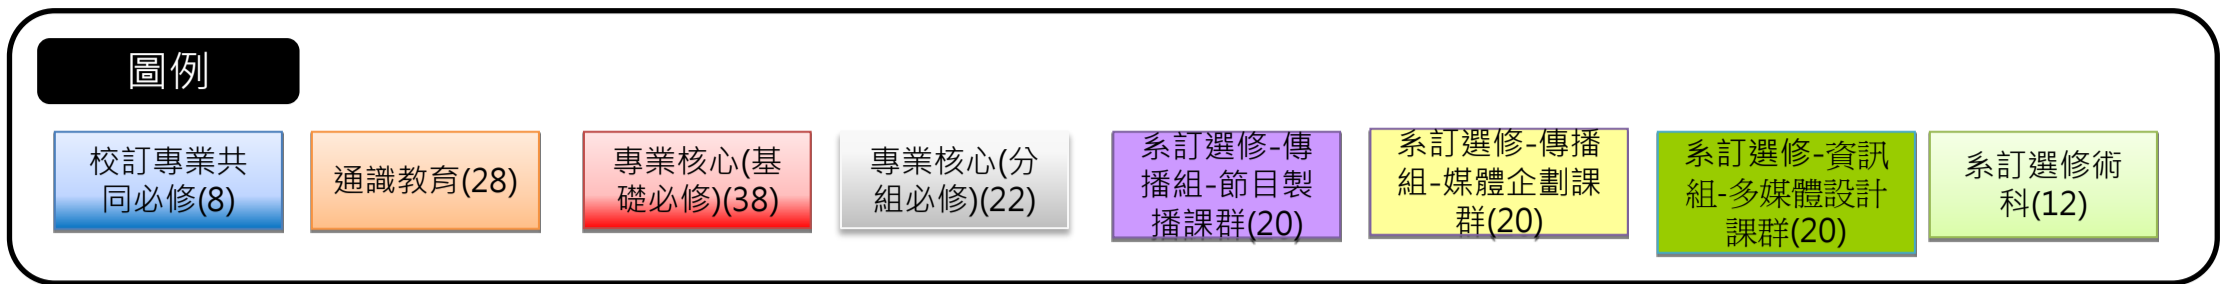 圖例
校訂專業共
同必修(8)
通識教育(28)
專業核心(基
礎必修)(38)
專業核心(分
組必修)(22)
系訂選修-傳
播組-節目製
播課群(20)
系訂選修-傳播
組-媒體企劃課
群(20)
系訂選修-資訊
組-多媒體設計
課群(20)
系訂選修術
科(12)